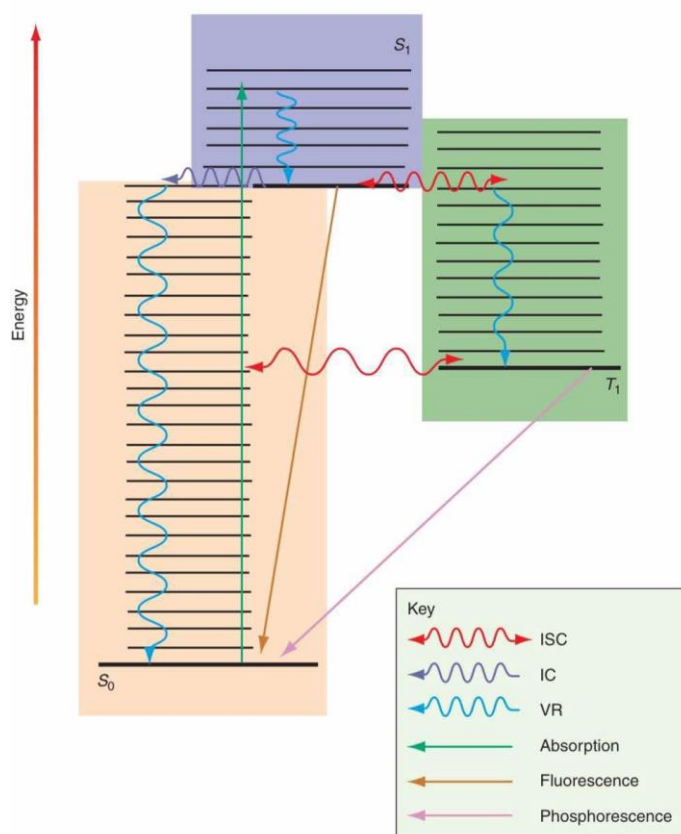 S1
Energy
T1
S0
Key
ISC
IC
VR
Absorption
Fluorescence
Phosphorescence